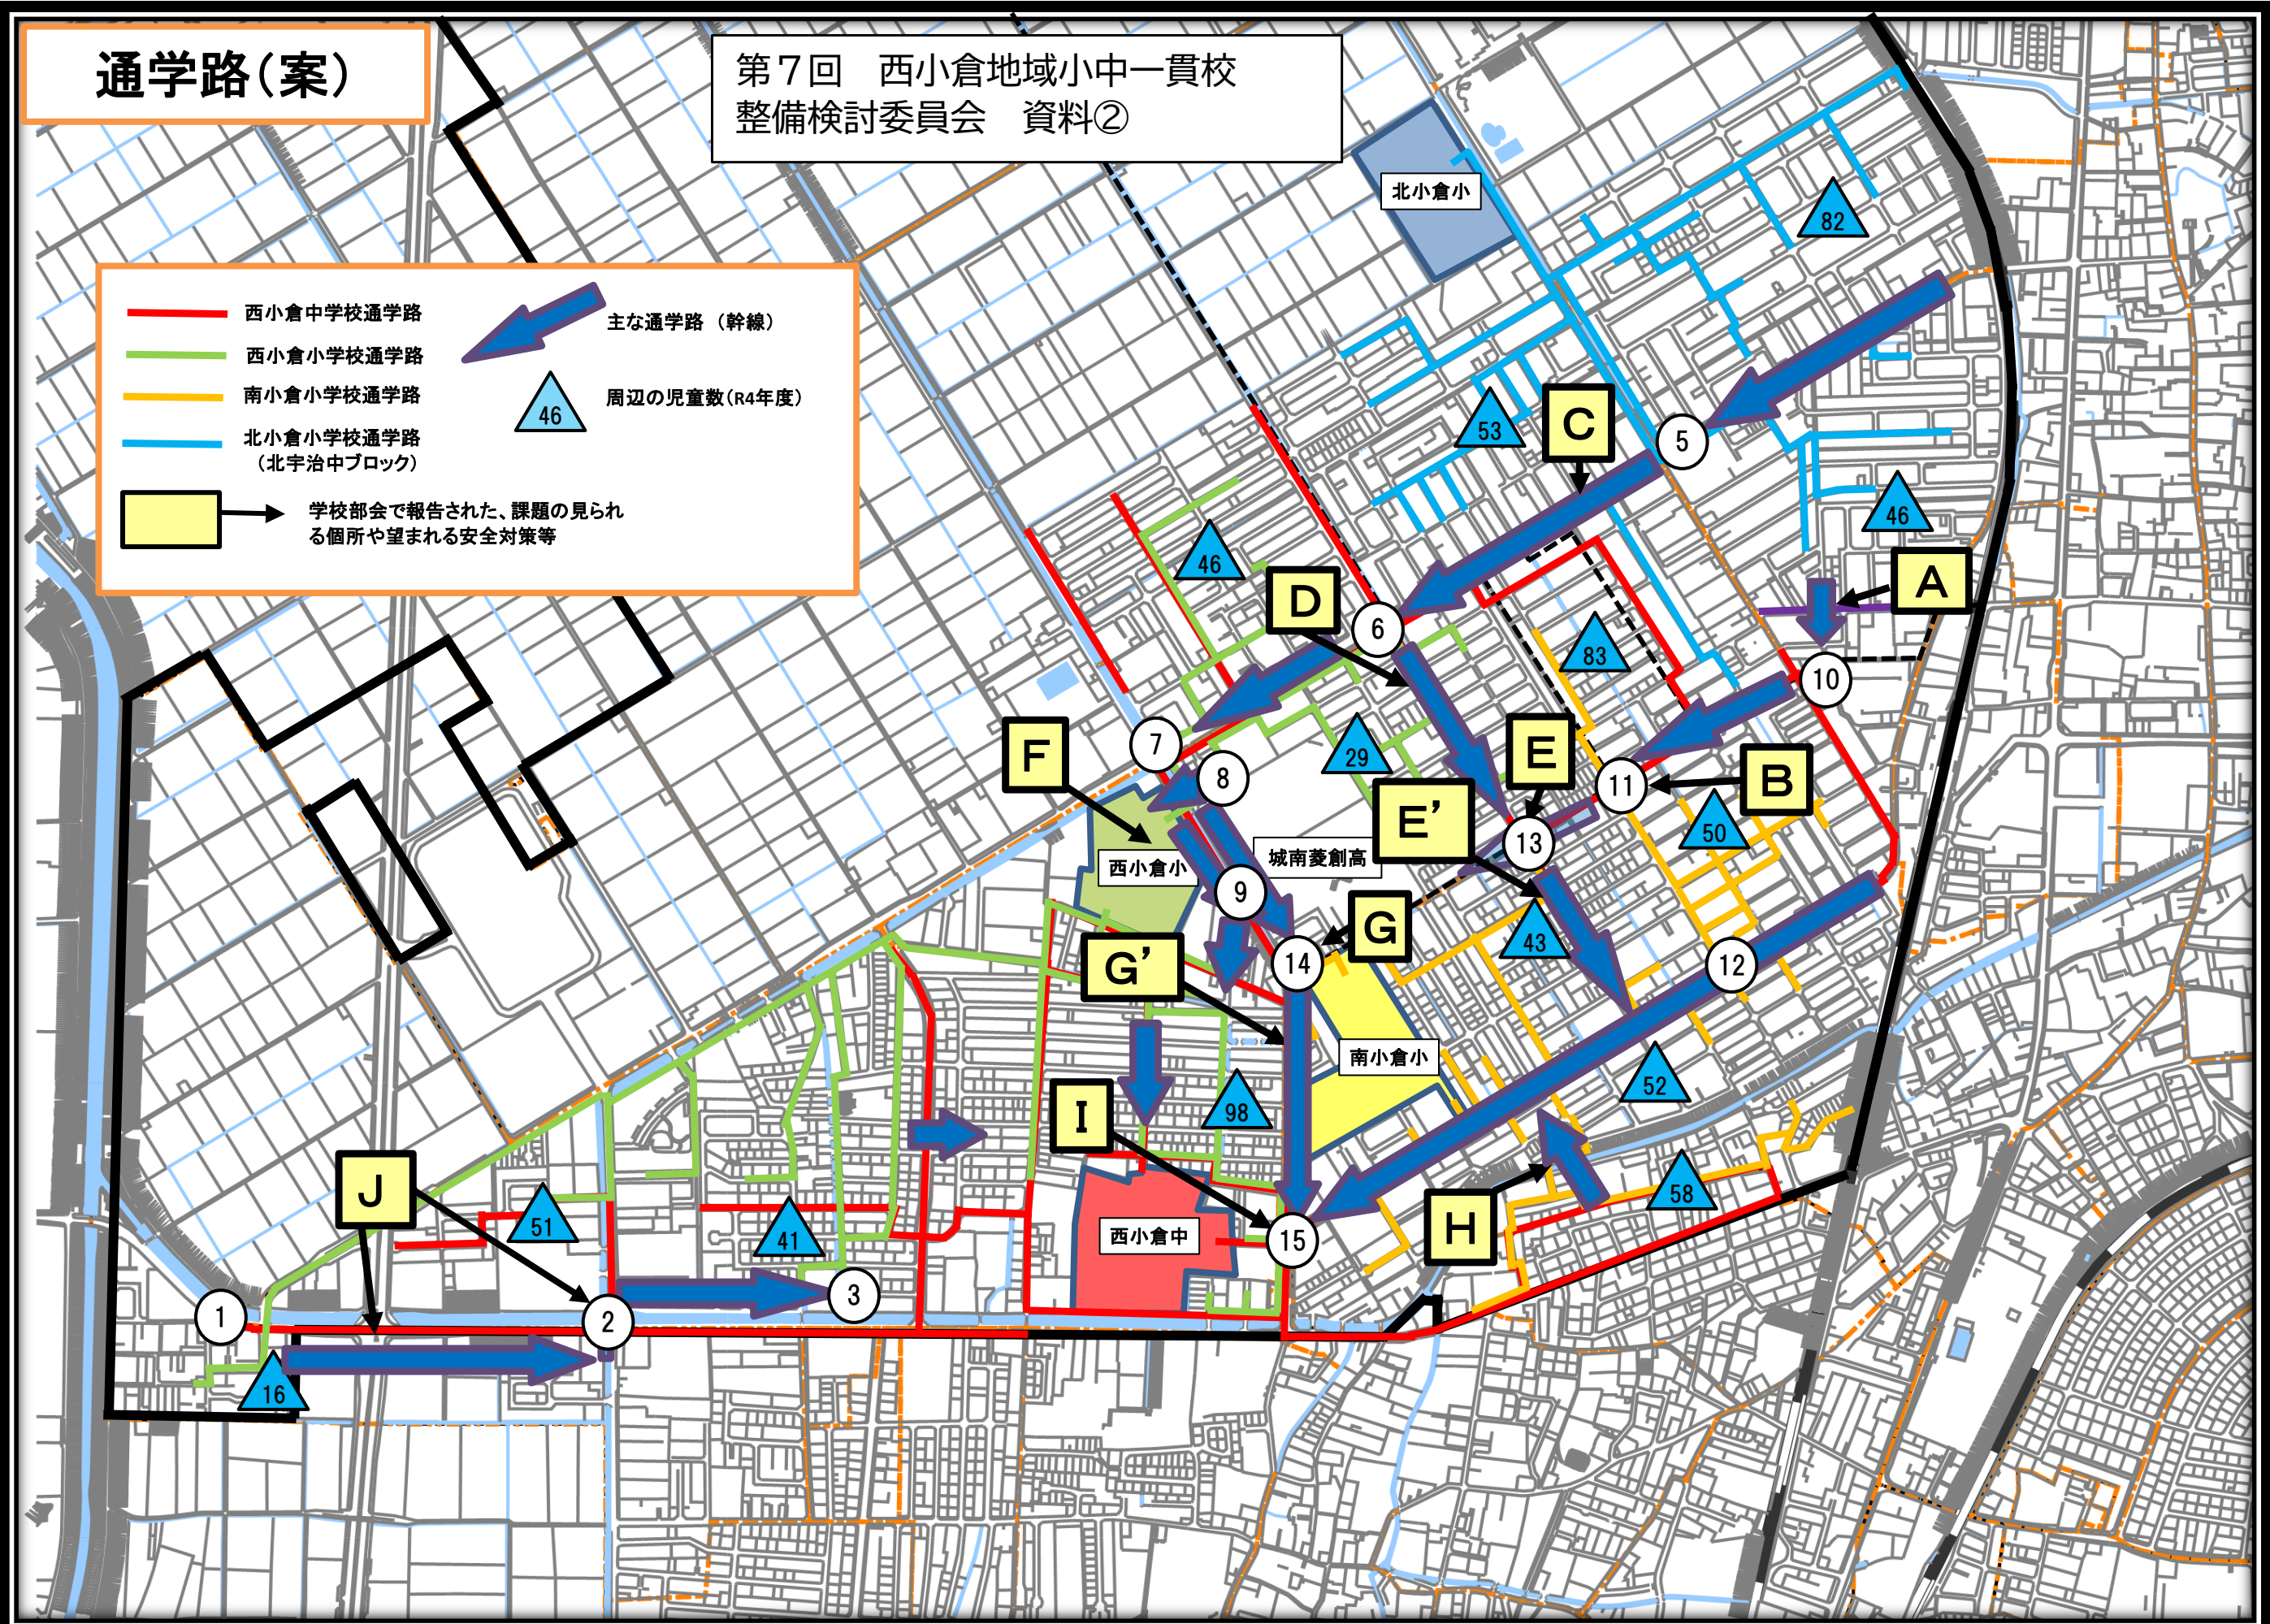 通学路(案)
第7回　西小倉地域小中一貫校
整備検討委員会　資料②
西小倉中学校通学路
西小倉小学校通学路
南小倉小学校通学路
北小倉小学校通学路
(北宇治中ブロック)
主な通学路 (幹線)
46
周辺の児童数(R4年度)
学校部会で報告された、課題の見られ
る個所や望まれる安全対策等
北小倉小
82
53
C
5
46
46
A
D
6
83
10
F
7
8
29
E
11
B
E’
50
13
西小倉小
城南菱創高
9
G
43
14
G’
12
南小倉小
I
98
52
J
51
41
西小倉中
15
H
58
1
2
3
16